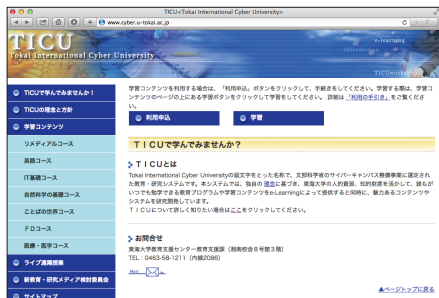 TICU<Tokai International Cyber University>
www.cyber.u-tokai.ac.jp
TICU
Tokai International Cyber University
e-learning
information
TICUworkshop
TICUで学んでみませんか！
TICUの理念と方針
学習コンテンツ
リメディアルコース
英語コース
IT基礎コース
自然科学の基礎コース
ことばの世界コース
FDコース
医療・医学コース
ライブ遠隔授業
新教育・研究メディア検討委員会
サイトマップ
学習コンテンツを利用する場合は、「利用申込」ボタンをクリックして、手続きをしてください。学習する際は、学習コ
ンテンツのページの上にある学習ボタンをクリックして学習をしてください。 詳細は「利用の手引き」をご覧くださ
い。
利用申込
学習
TICUで学んでみませんか？
TICUとは
Tokai International Cyber Universityの頭文字をとった名称で、文部科学省のサイバーキャンパス整備事業に選定され
た教育・研究システムです。本システムでは、独自の理念に基づき、東海大学の人的資源、知的財産を活かして、誰もが
いつでも勉学できる教育プログラムや学習コンテンツをe-Learningによって提供すると同時に、魅力あるコンテンツや
システムを研究開発しています。
TICUについて詳しく知りたい場合はここをクリックしてください。
お問合せ
東海大学教育支援センター教育支援課（湘南校舎8号館3階）
TEL：0463-58-1211（内線2086）
Mail
▲ページトップに戻る